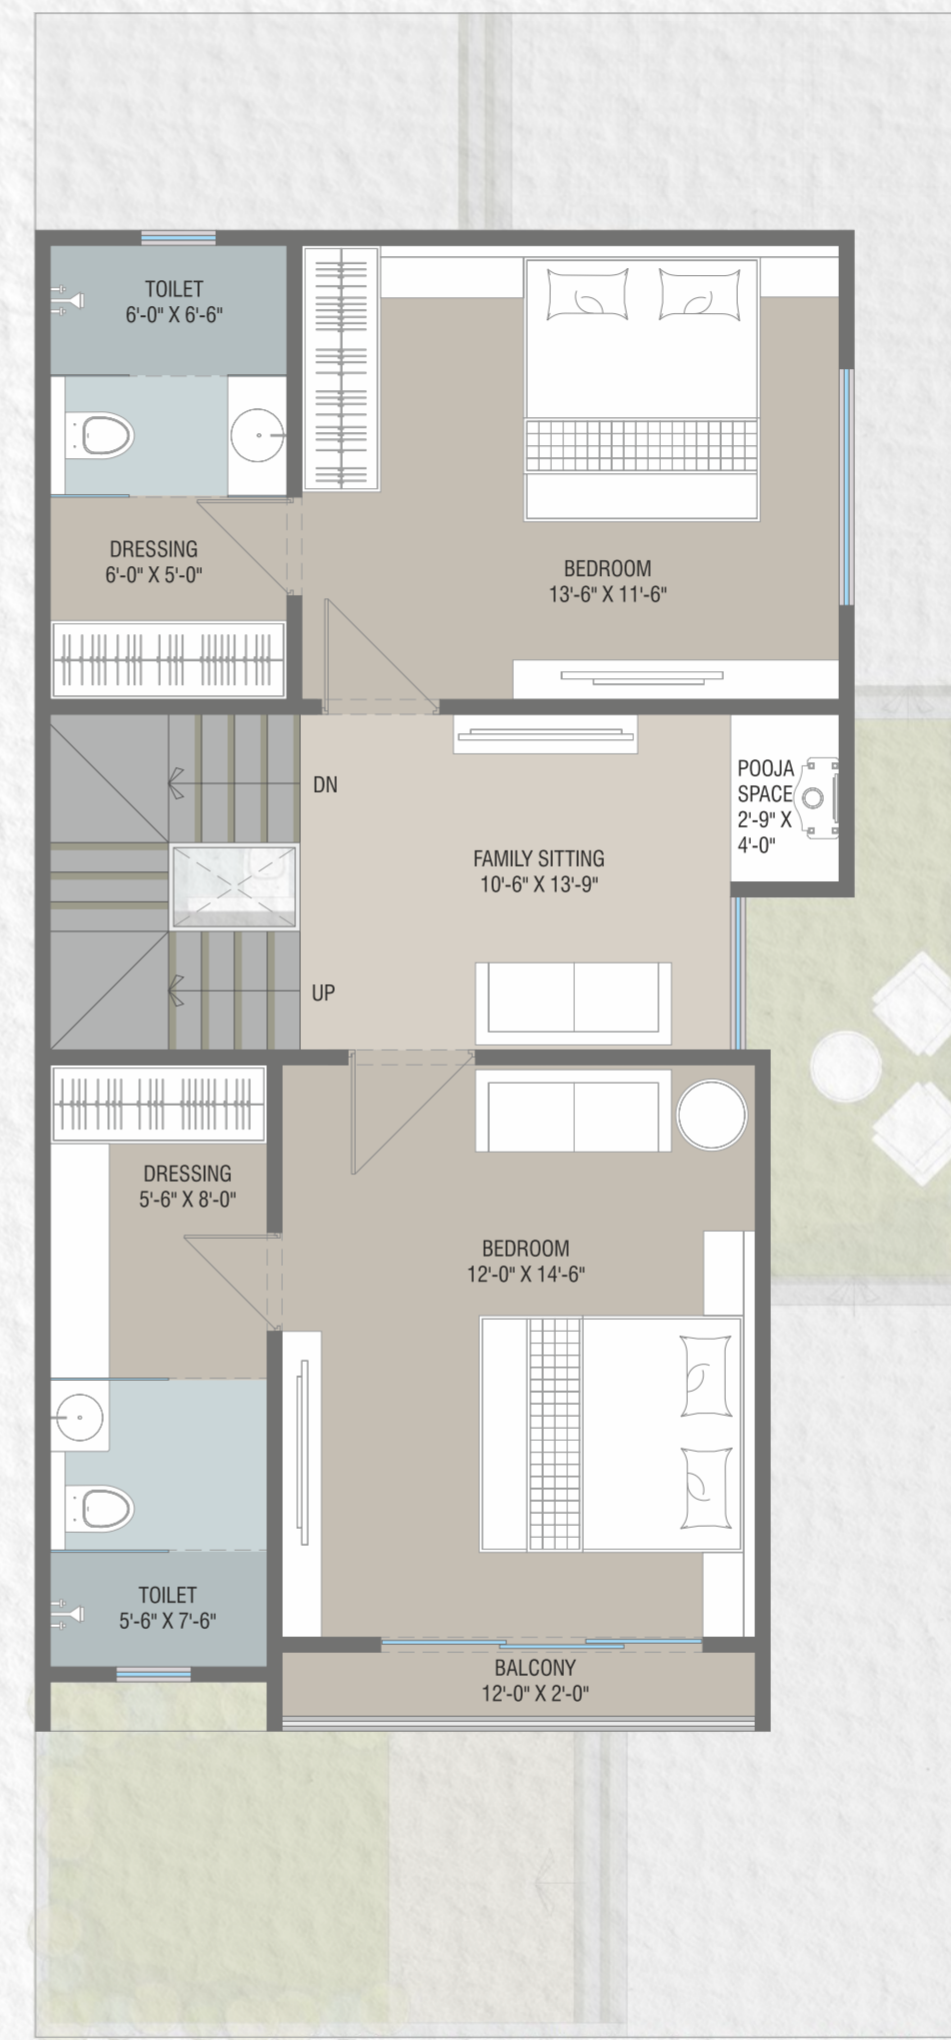 TOILET
6'-0" X 6'-6"
DRESSING
6'-0" X 5'-0"
BEDROOM
13'-6" X 11'-6"
DN
POOJA
SPACE
2'-9" X
4'-0"
FAMILY SITTING
10'-6" X 13'-9"
UP
DRESSING
5'-6" X 8'-0"
BEDROOM
12'-0" X 14'-6"
TOILET
5'-6" X 7'-6"
BALCONY
12'-0" X 2'-0"